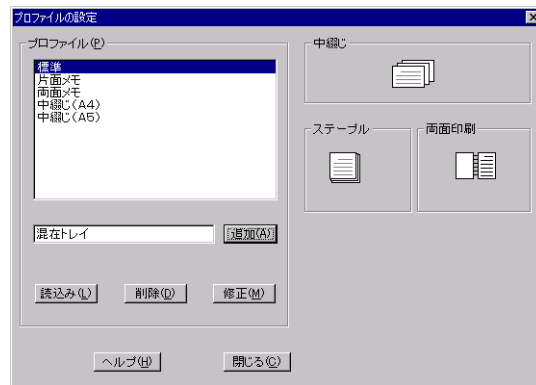 プロファイルの設定
プロファイル(P)
標準
片面メモ
両面メモ
中綴じ(A4)
中綴じ(A5)
混在トレイ
追加(A)
読込み(L)
削除(D)
修正(M)
ヘルプ(H)
閉じる(C)
中綴じ
ステープル
両面印刷